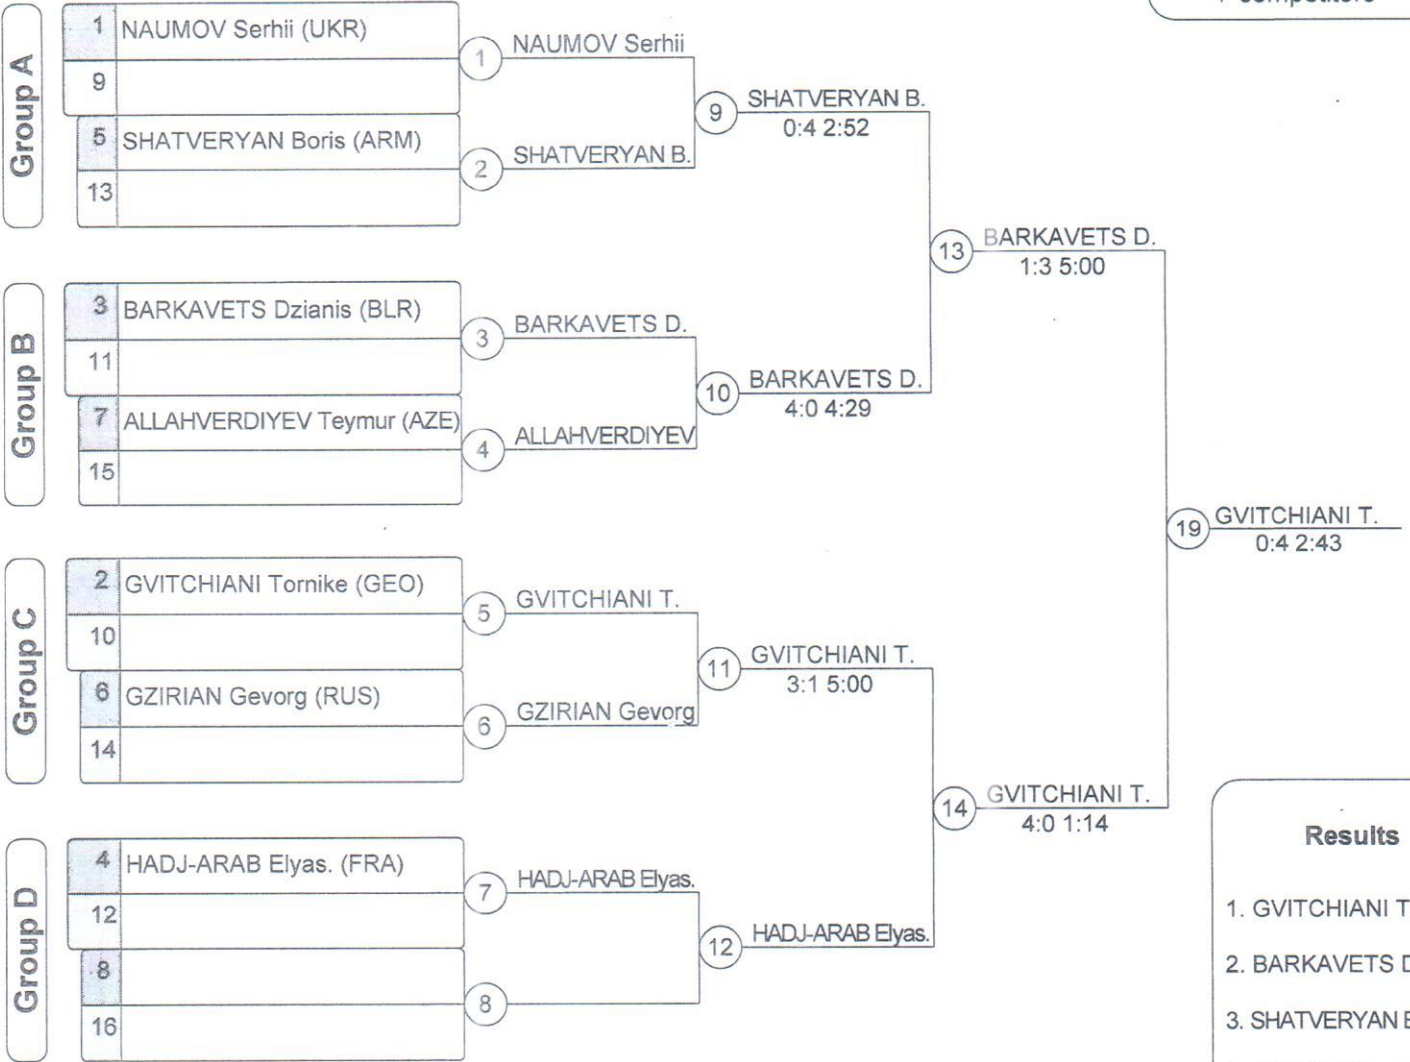 competitors
Group A
1 NAUMOV Serhii (UKR)
9
5 SHATVERYAN Boris (ARM)
13
1 NAUMOV Serhii
2 SHATVERYAN B.
9 SHATVERYAN B.
0:4 2:52
Group B
3 BARKAVETS Dzianis (BLR)
11
7 ALLAHVERDIYEV Teymur (AZE)
15
3 BARKAVETS D.
4 ALLAHVERDIYEV
10 BARKAVETS D.
4:0 4:29
13 BARKAVETS D.
1:3 5:00
Group C
2 GVITCHIANI Tornike (GEO)
10
6 GZIRIAN Gevorg (RUS)
14
5 GVITCHIANI T.
6 GZIRIAN Gevorg
11 GVITCHIANI T.
3:1 5:00
Group D
4 HADJ-ARAB Elyas. (FRA)
12
8
16
7 HADJ-ARAB Elyas.
8
12 HADJ-ARAB Elyas.
14 GVITCHIANI T.
4:0 1:14
19 GVITCHIANI T.
0:4 2:43
Results
1. GVITCHIANI T
2. BARKAVETS D
3. SHATVERYAN B